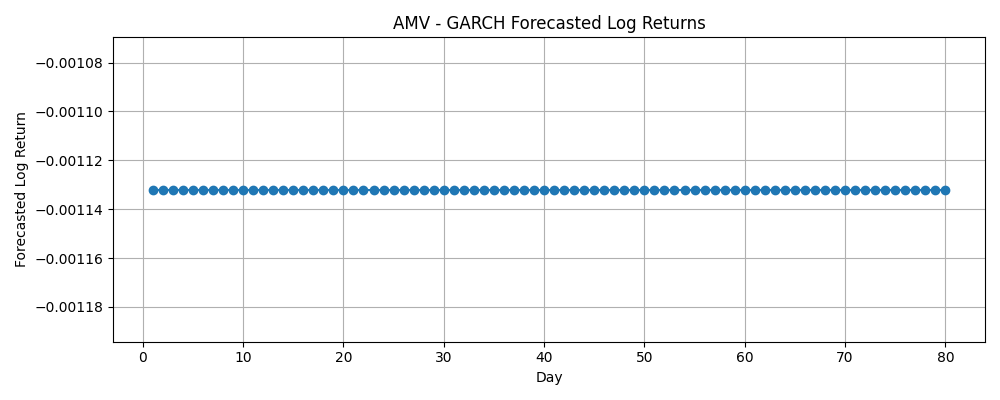 AMV - GARCH Forecasted Log Returns
Forecasted Log Return
−0.00108
−0.00110
−0.00112
−0.00114
−0.00116
−0.00118
0 10 20 30 40 50 60 70 80
Day